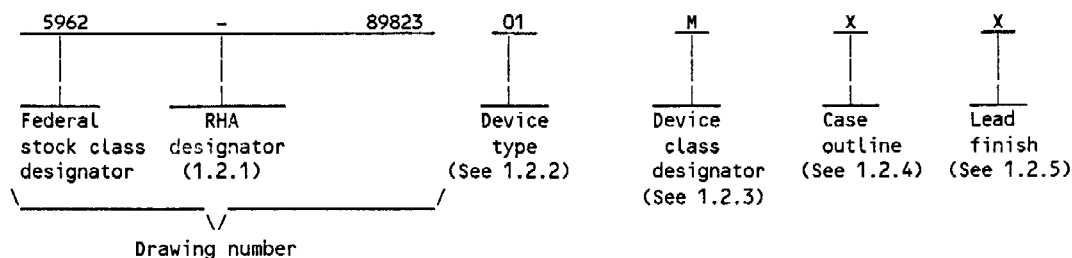 5962 - 89823 01 M X X
Federal RHA Device Device Case Lead
stock class designator type class outline finish
designator (1.2.1) (See 1.2.2) designator (See 1.2.4) (See 1.2.5)
(See 1.2.3)
Drawing number